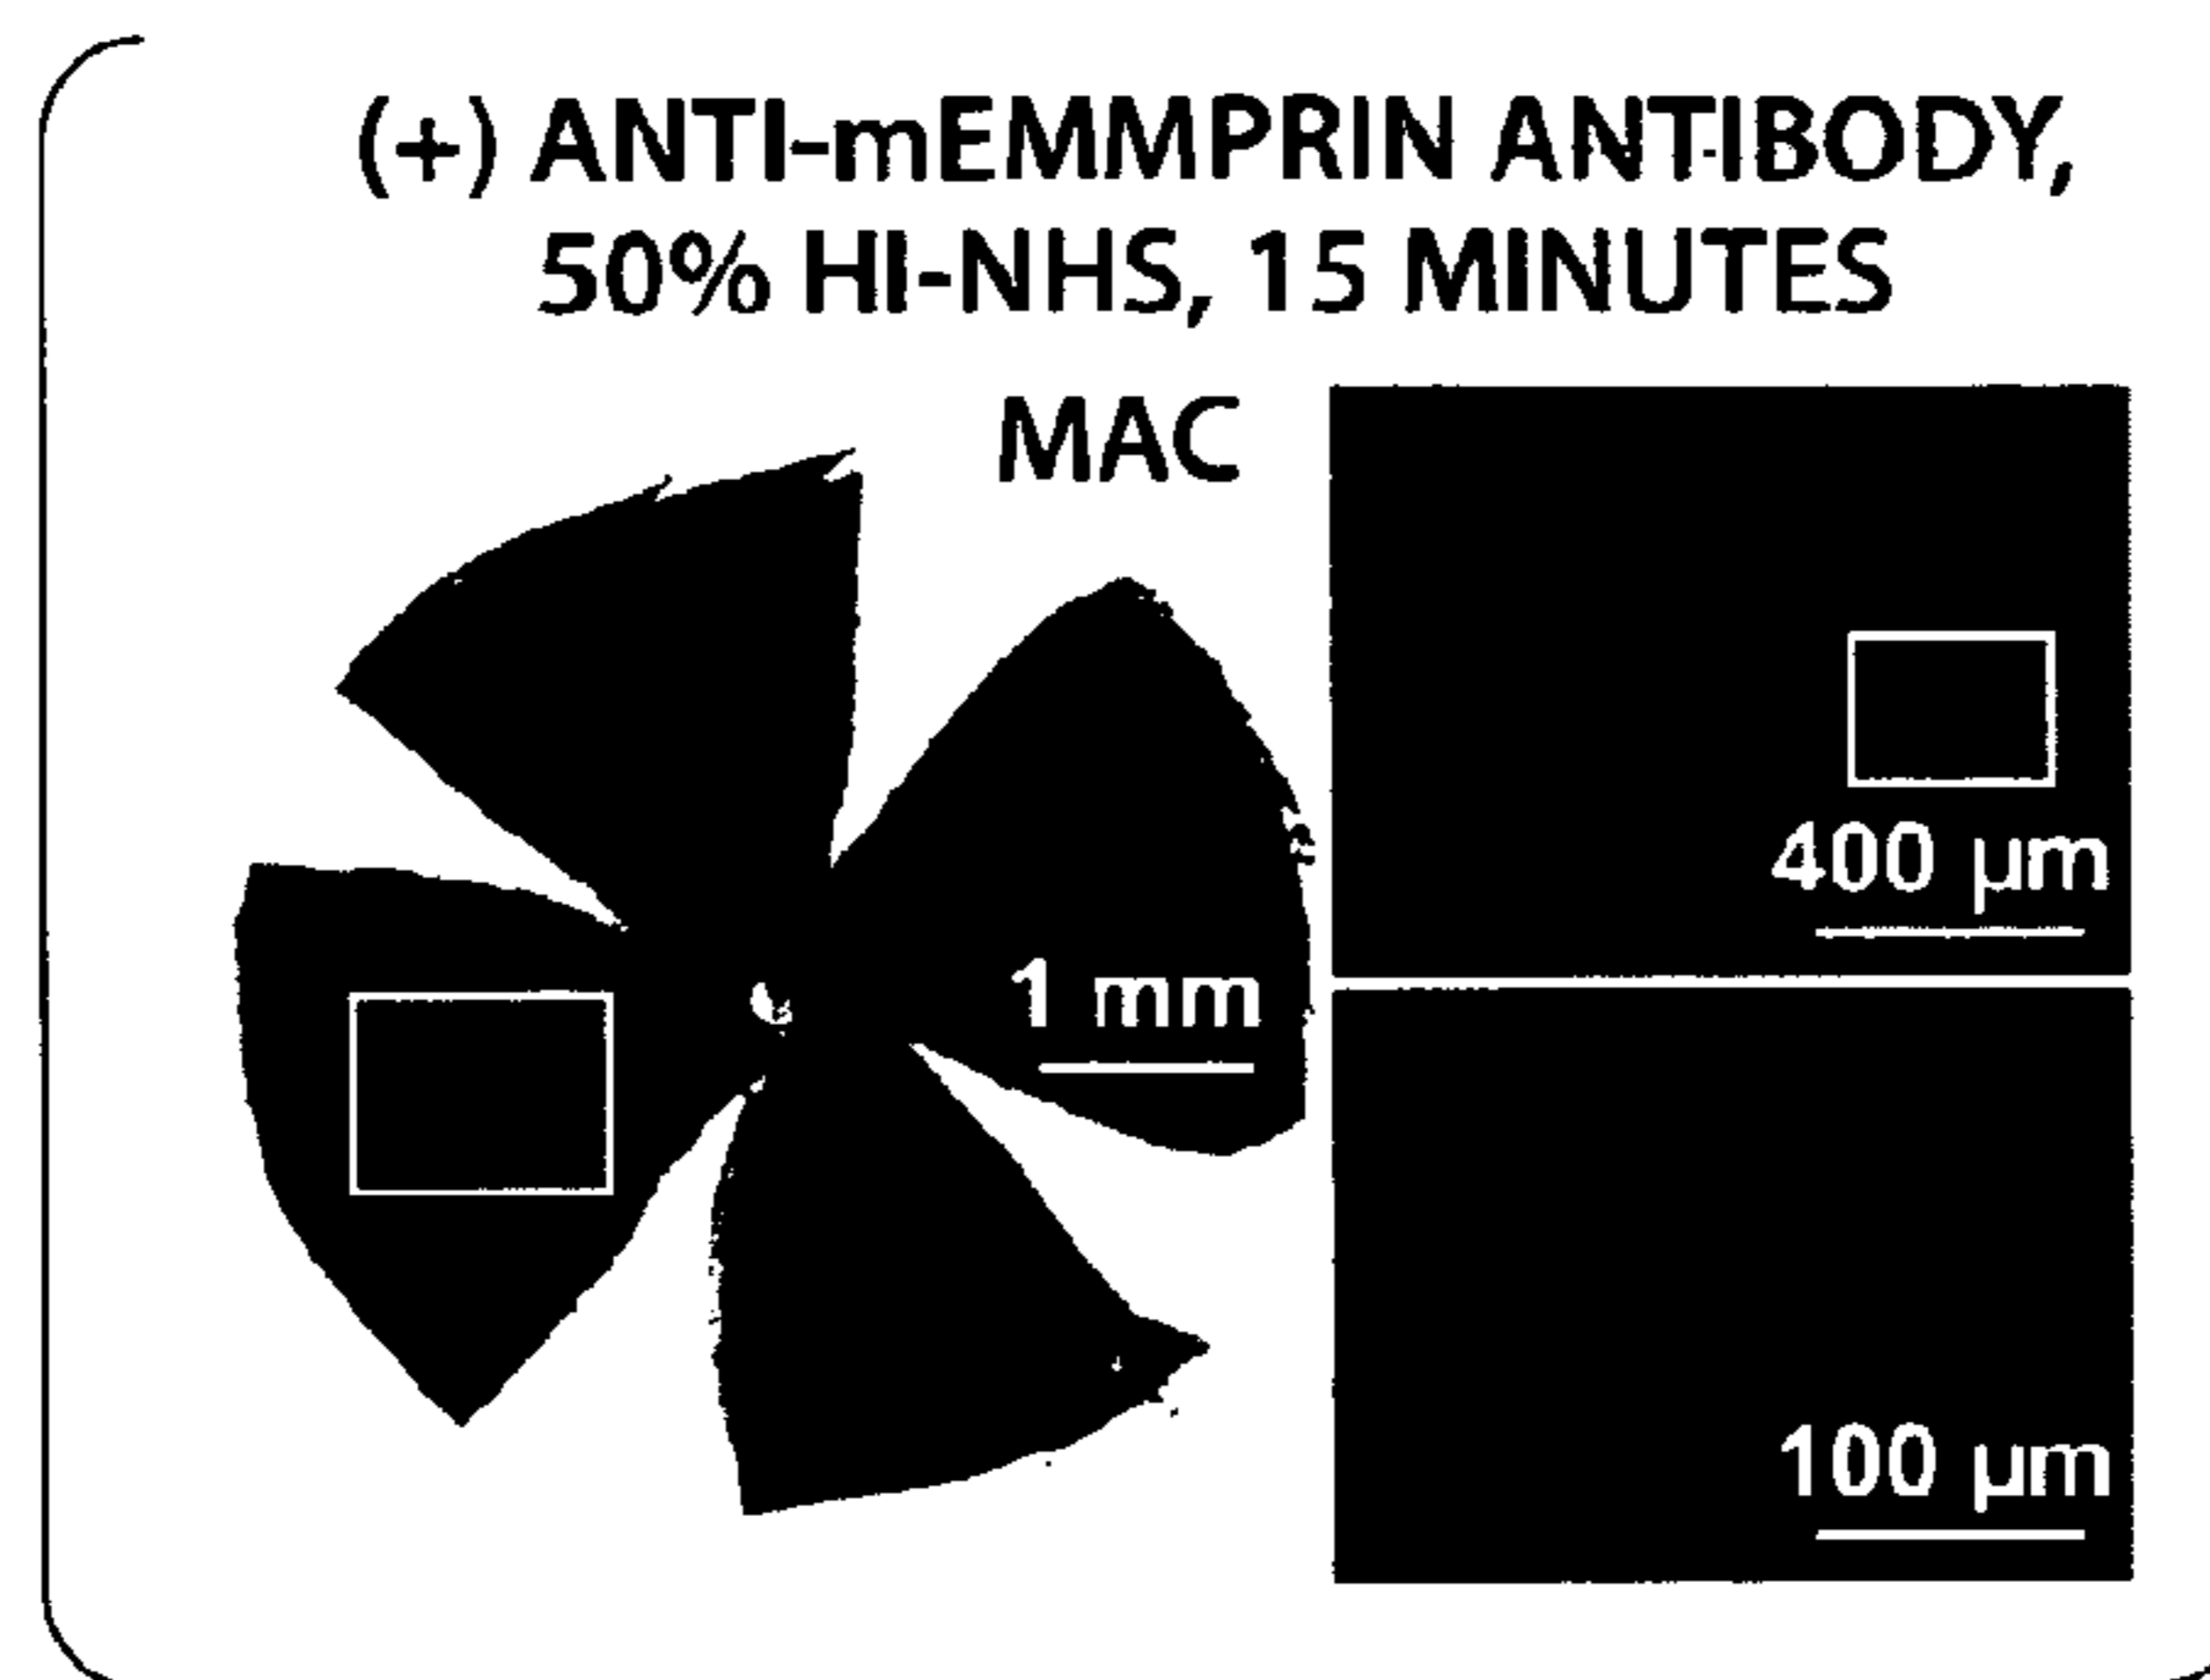 (+) ANTI-mEMMPRIN ANTIBODY,
50% HI-NHS, 15 MINUTES
MAC
400 µm
1 mm
100 µm